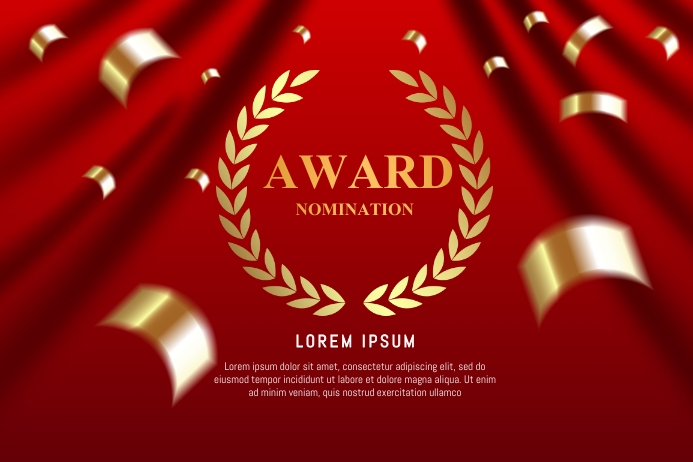 AWARD
NOMINATION
LOREM IPSUM
Lorem ipsum dolor sit amet, consectetur adipiscing elit, sed do
eiusmod tempor incididunt ut labore et dolore magna aliqua. Ut enim
ad minim veniam, quis nostrud exercitation ullamco